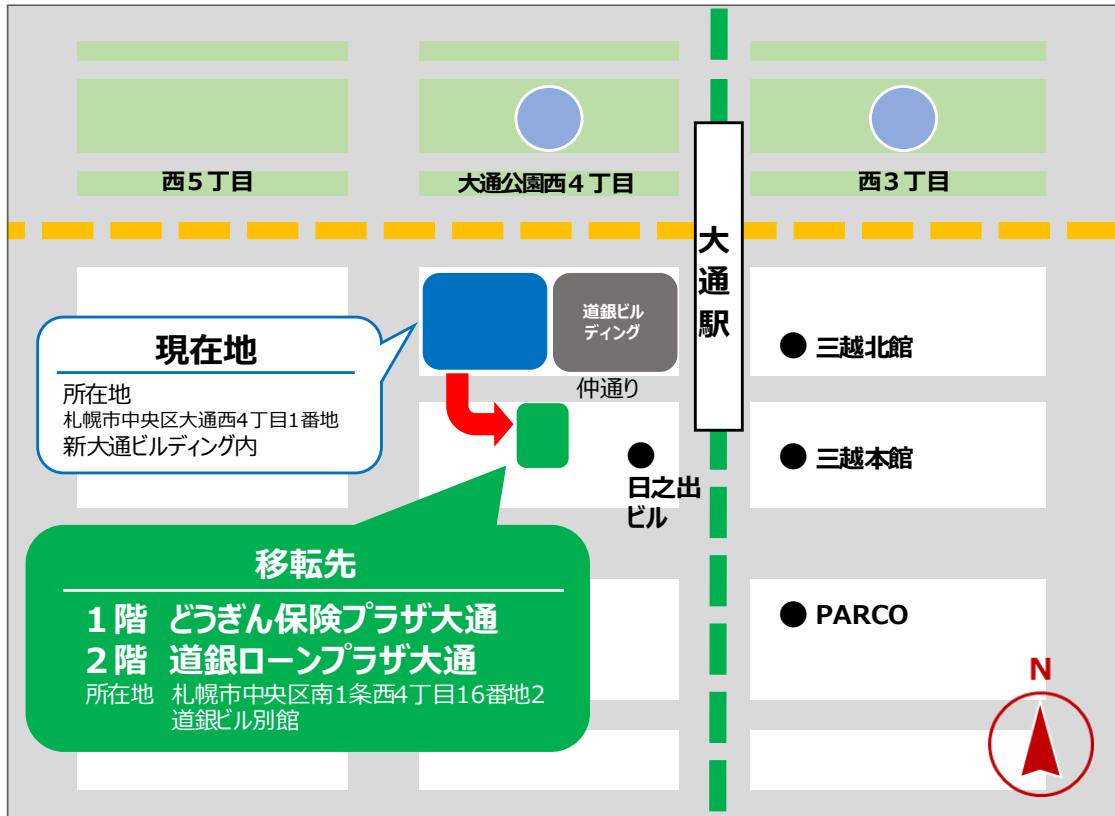 西５丁目
大通公園西４丁目
西３丁目
大通駅
道銀ビル
ディング
仲通り
現在地
所在地
札幌市中央区大通西4丁目1番地
新大通ビルディング内
三越北館
三越本館
日之出
ビル
移転先
１階 どうぎん保険プラザ大通
２階 道銀ローンプラザ大通
所在地 札幌市中央区南1条西4丁目16番地2
道銀ビル別館
PARCO
N